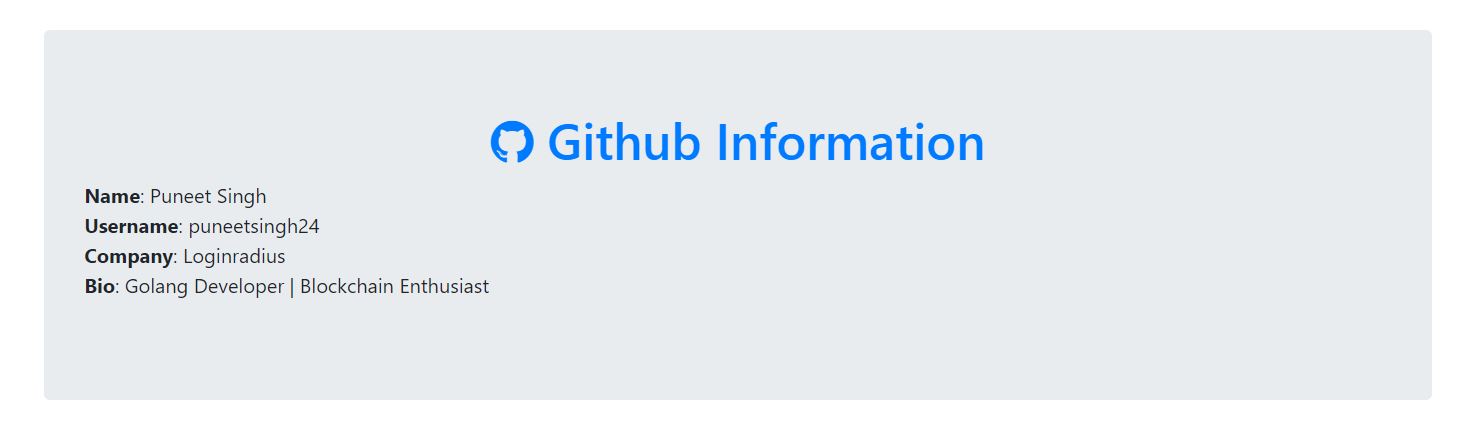 Github Information
Name: Puneet Singh
Username: puneetsingh24
Company: Loginradius
Bio: Golang Developer | Blockchain Enthusiast